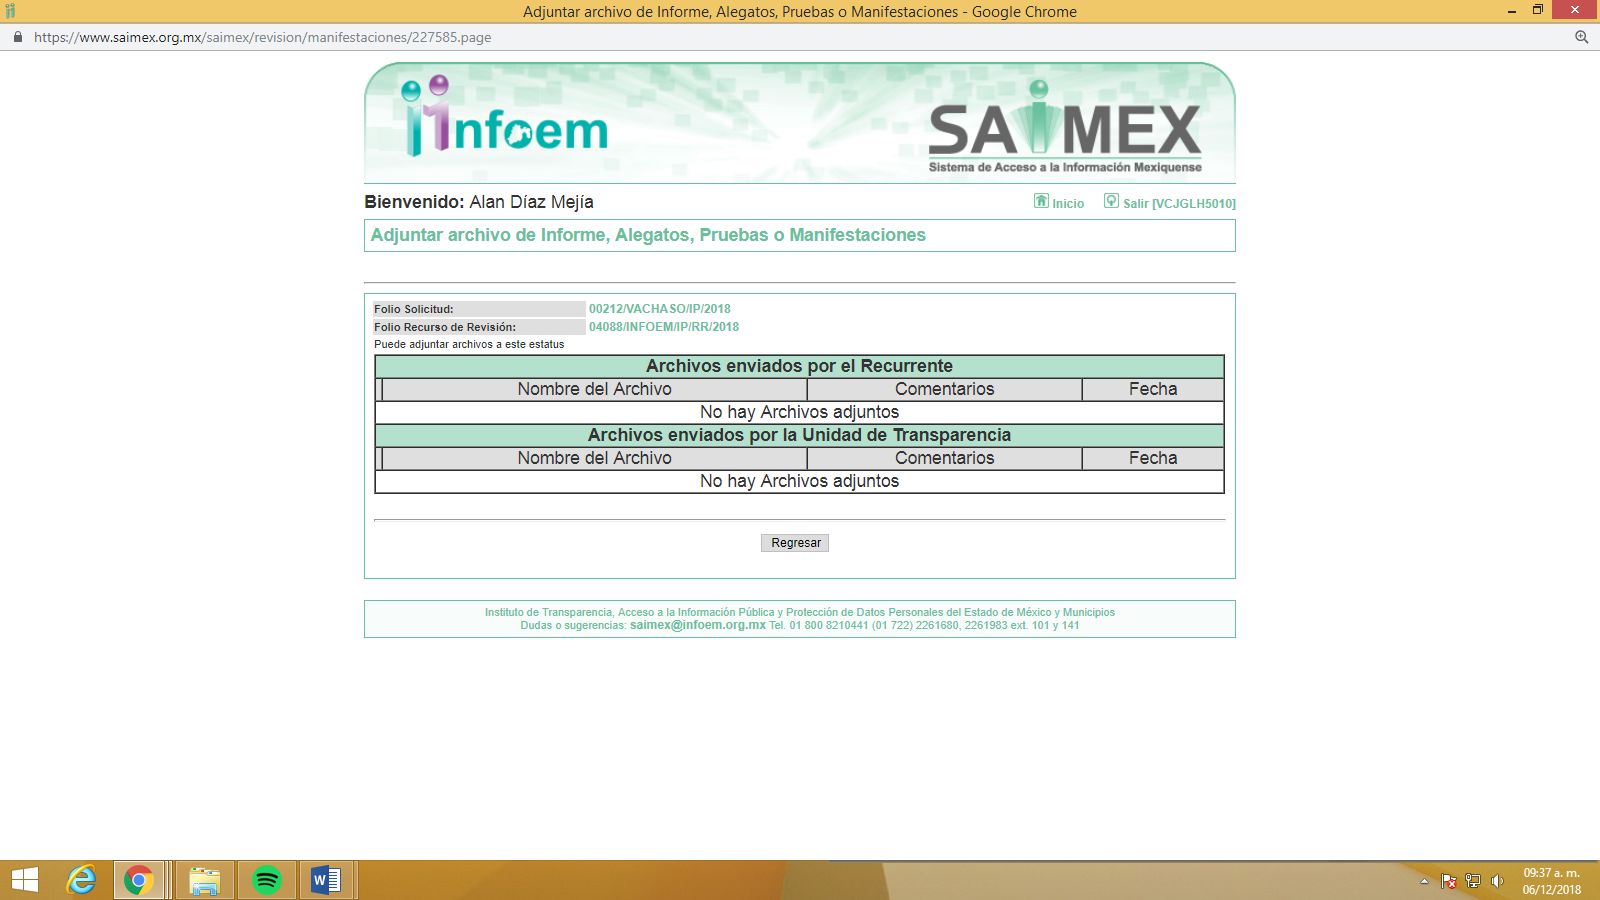 Adjuntar archivo de Informe, Alegatos, Pruebas o Manifestaciones - Google Chrome
https://www.saimex.org.mx/saimex/revision/manifestaciones/227585.page
infoem
SAIMEX
Sistema de Acceso a la Información Mexiquense
Bienvenido: Alan Díaz Mejía
Inicio
Salir [VCJGLH5010]
Adjuntar archivo de Informe, Alegatos, Pruebas o Manifestaciones
Folio Solicitud: 00212/VACHASO/IP/2018
Folio Recurso de Revisión: 04088/INFOEM/IP/RR/2018
Puede adjuntar archivos a este estatus
Archivos enviados por el Recurrente
Nombre del Archivo Comentarios Fecha
No hay Archivos adjuntos
Archivos enviados por la Unidad de Transparencia
Nombre del Archivo Comentarios Fecha
No hay Archivos adjuntos
Regresar
Instituto de Transparencia, Acceso a la Información Pública y Protección de Datos Personales del Estado de México y Municipios
Dudas o sugerencias: saimex@infoem.org.mx Tel. 01 800 8210441 (01 722) 2261680, 2261983 ext. 101 y 141
09:37 a. m.
06/12/2018